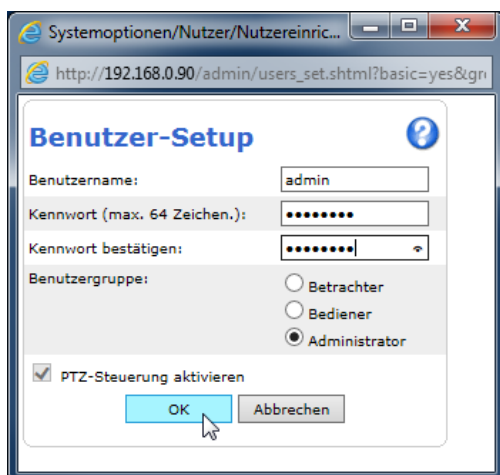 Systemoptionen/Nutzer/Nutzereinric...
http://192.168.0.90/admin/users_set.shtml?basic=yes&gr
Benutzer-Setup
Benutzername: admin
Kennwort (max. 64 Zeichen.): ••••••••
Kennwort bestätigen: ••••••••
Benutzergruppe: Betrachter
Bediener
Administrator
PTZ-Steuerung aktivieren
OK Abbrechen